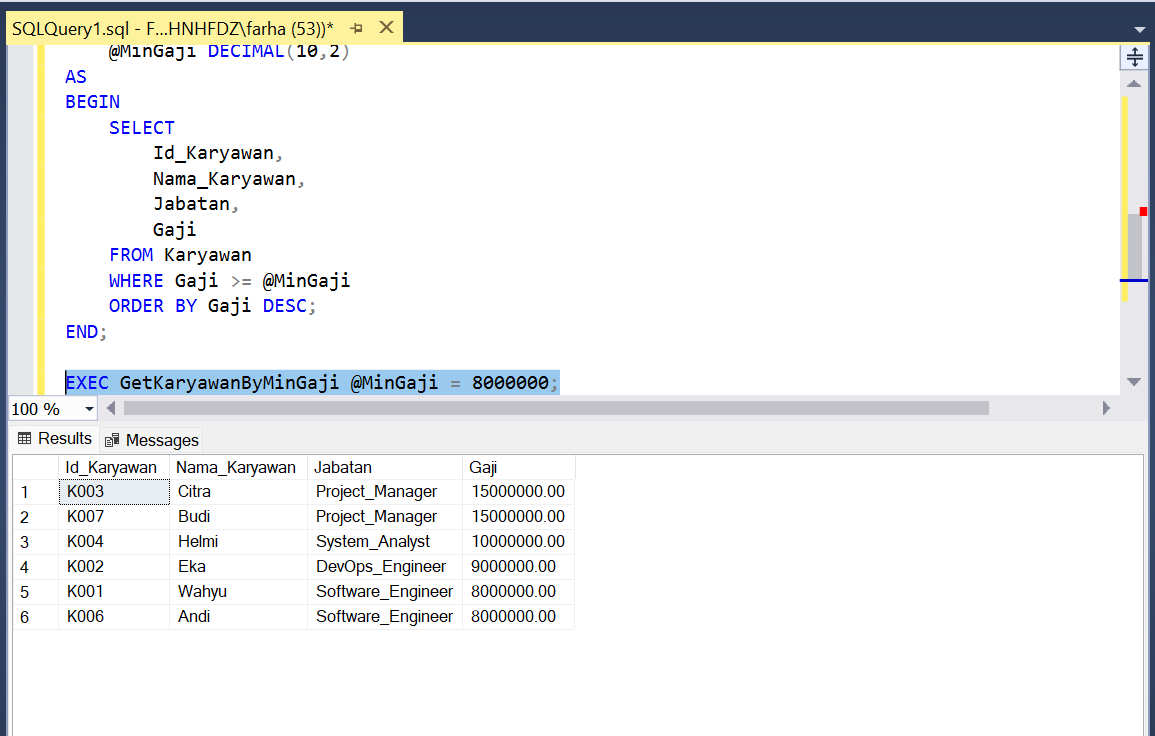 SQLQuery1.sql - F...HNHFDZ\farha (53))*
@MinGaji DECIMAL(10,2)
AS
BEGIN
SELECT
Id_Karyawan,
Nama_Karyawan,
Jabatan,
Gaji
FROM Karyawan
WHERE Gaji >= @MinGaji
ORDER BY Gaji DESC;
END;
EXEC GetKaryawanByMinGaji @MinGaji = 8000000;
100 %
Results Messages
Id_Karyawan Nama_Karyawan Jabatan Gaji
1 K003 Citra Project_Manager 15000000.00
2 K007 Budi Project_Manager 15000000.00
3 K004 Helmi System_Analyst 10000000.00
4 K002 Eka DevOps_Engineer 9000000.00
5 K001 Wahyu Software_Engineer 8000000.00
6 K006 Andi Software_Engineer 8000000.00